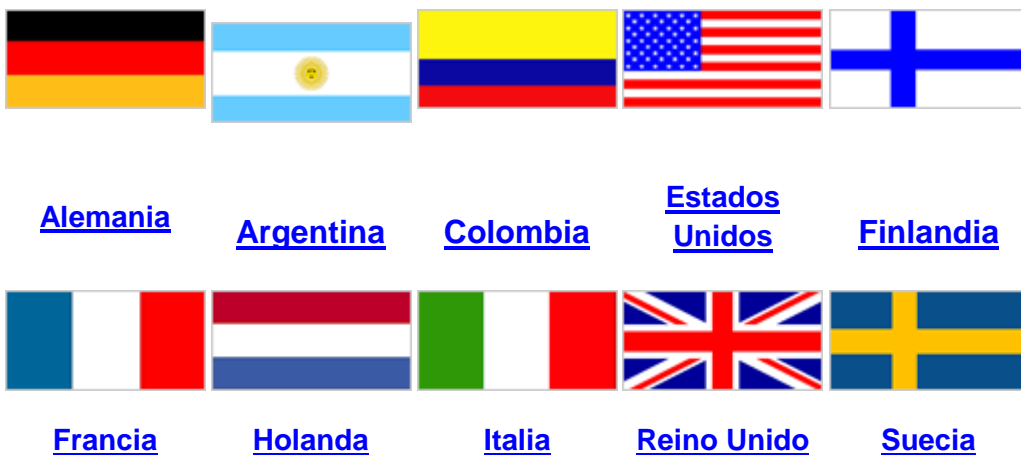 Alemania
Argentina
Colombia
Estados
Unidos
Finlandia
Francia
Holanda
Italia
Reino Unido
Suecia